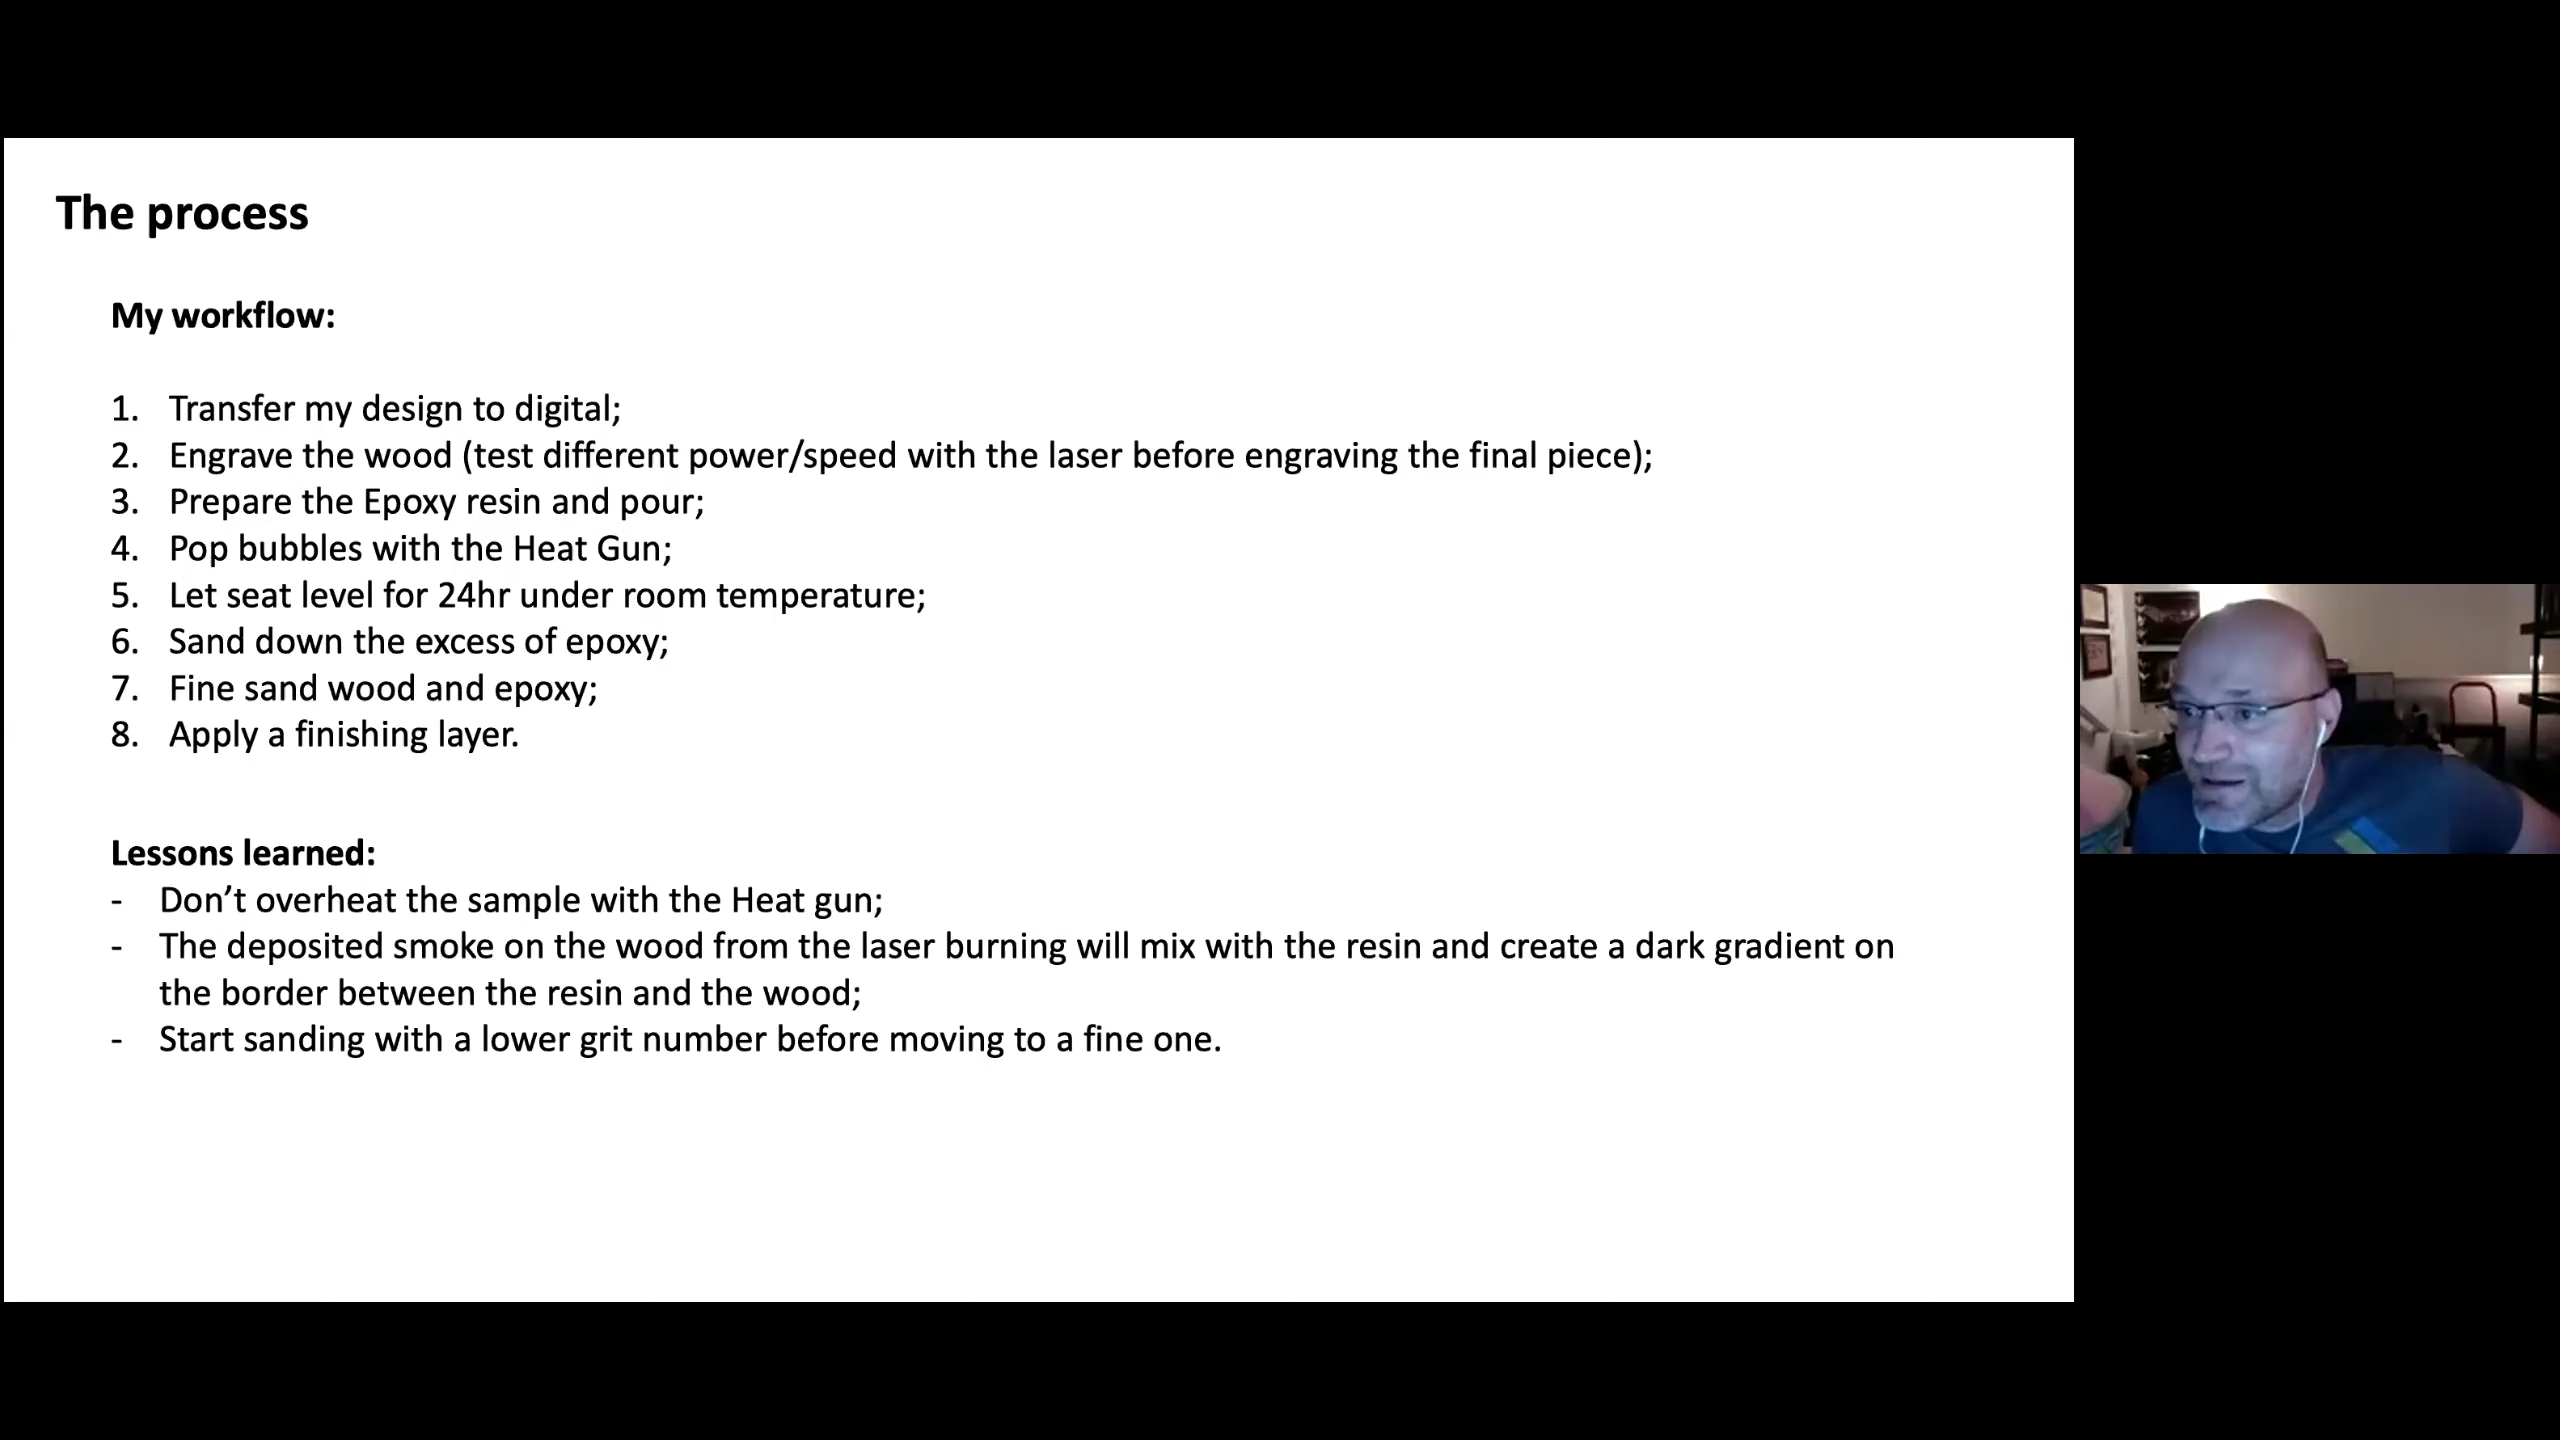 The process
My workflow:
1. Transfer my design to digital;
2. Engrave the wood (test different power/speed with the laser before engraving the final piece);
3. Prepare the Epoxy resin and pour;
4. Pop bubbles with the Heat Gun;
5. Let seat level for 24hr under room temperature;
6. Sand down the excess of epoxy;
7. Fine sand wood and epoxy;
8. Apply a finishing layer.
Lessons learned:
- Don’t overheat the sample with the Heat gun;
- The deposited smoke on the wood from the laser burning will mix with the resin and create a dark gradient on
the border between the resin and the wood;
- Start sanding with a lower grit number before moving to a fine one.